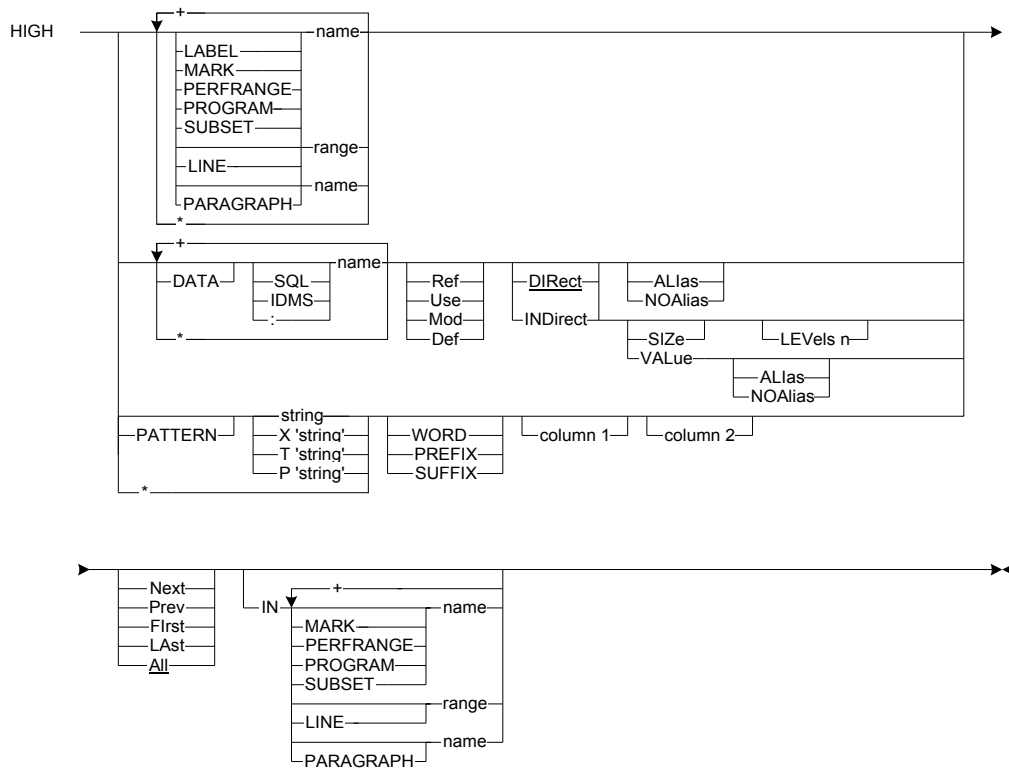 +
HIGH name
LABEL
MARK
PERFRANGE
PROGRAM
SUBSET
range
LINE
name
PARAGRAPH
*
+
name
DATA SQL Ref DIRect ALIas
IDMS Use NOAlias
: Mod INDirect
* Def SIZe LEVels n
VALue
ALIas
NOAlias
string
PATTERN X 'string' WORD column 1 column 2
T 'string' PREFIX
P 'string' SUFFIX
*
Next +
Prev IN name
FIrst MARK
LAst PERFRANGE
All PROGRAM
SUBSET
range
LINE
name
PARAGRAPH